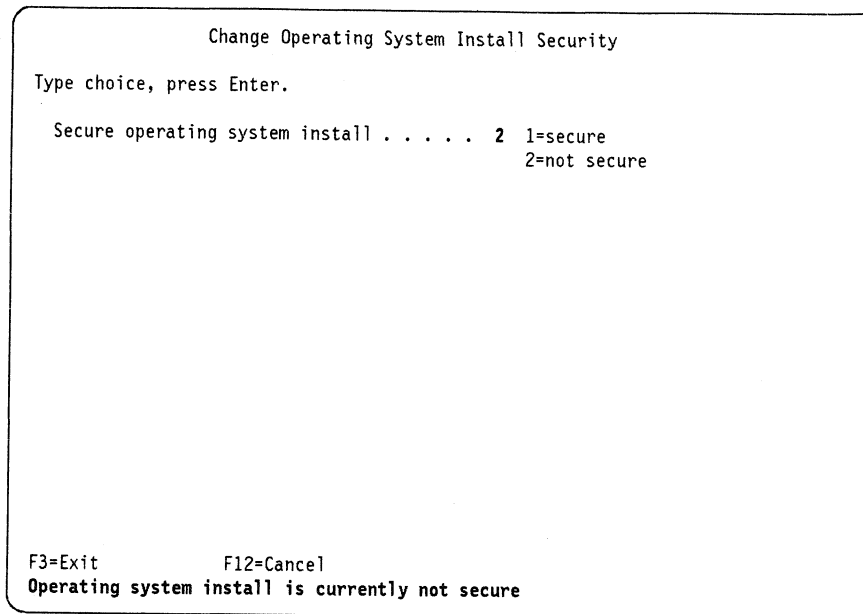 Change Operating System Install Security
Type choice, press Enter.
Secure operating system install . . . . . 2 1=secure
2=not secure
F3=Exit F12=Cancel
Operating system install is currently not secure